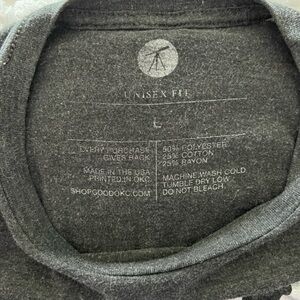 UNISEX FIT
L
EVERY PURCHASE
GIVES BACK
MADE IN THE USA
PRINTED IN OKC
SHOPGOODOKC.COM
50% POLYESTER
25% COTTON
25% RAYON
MACHINE WASH COLD
TUMBLE DRY LOW
DO NOT BLEACH